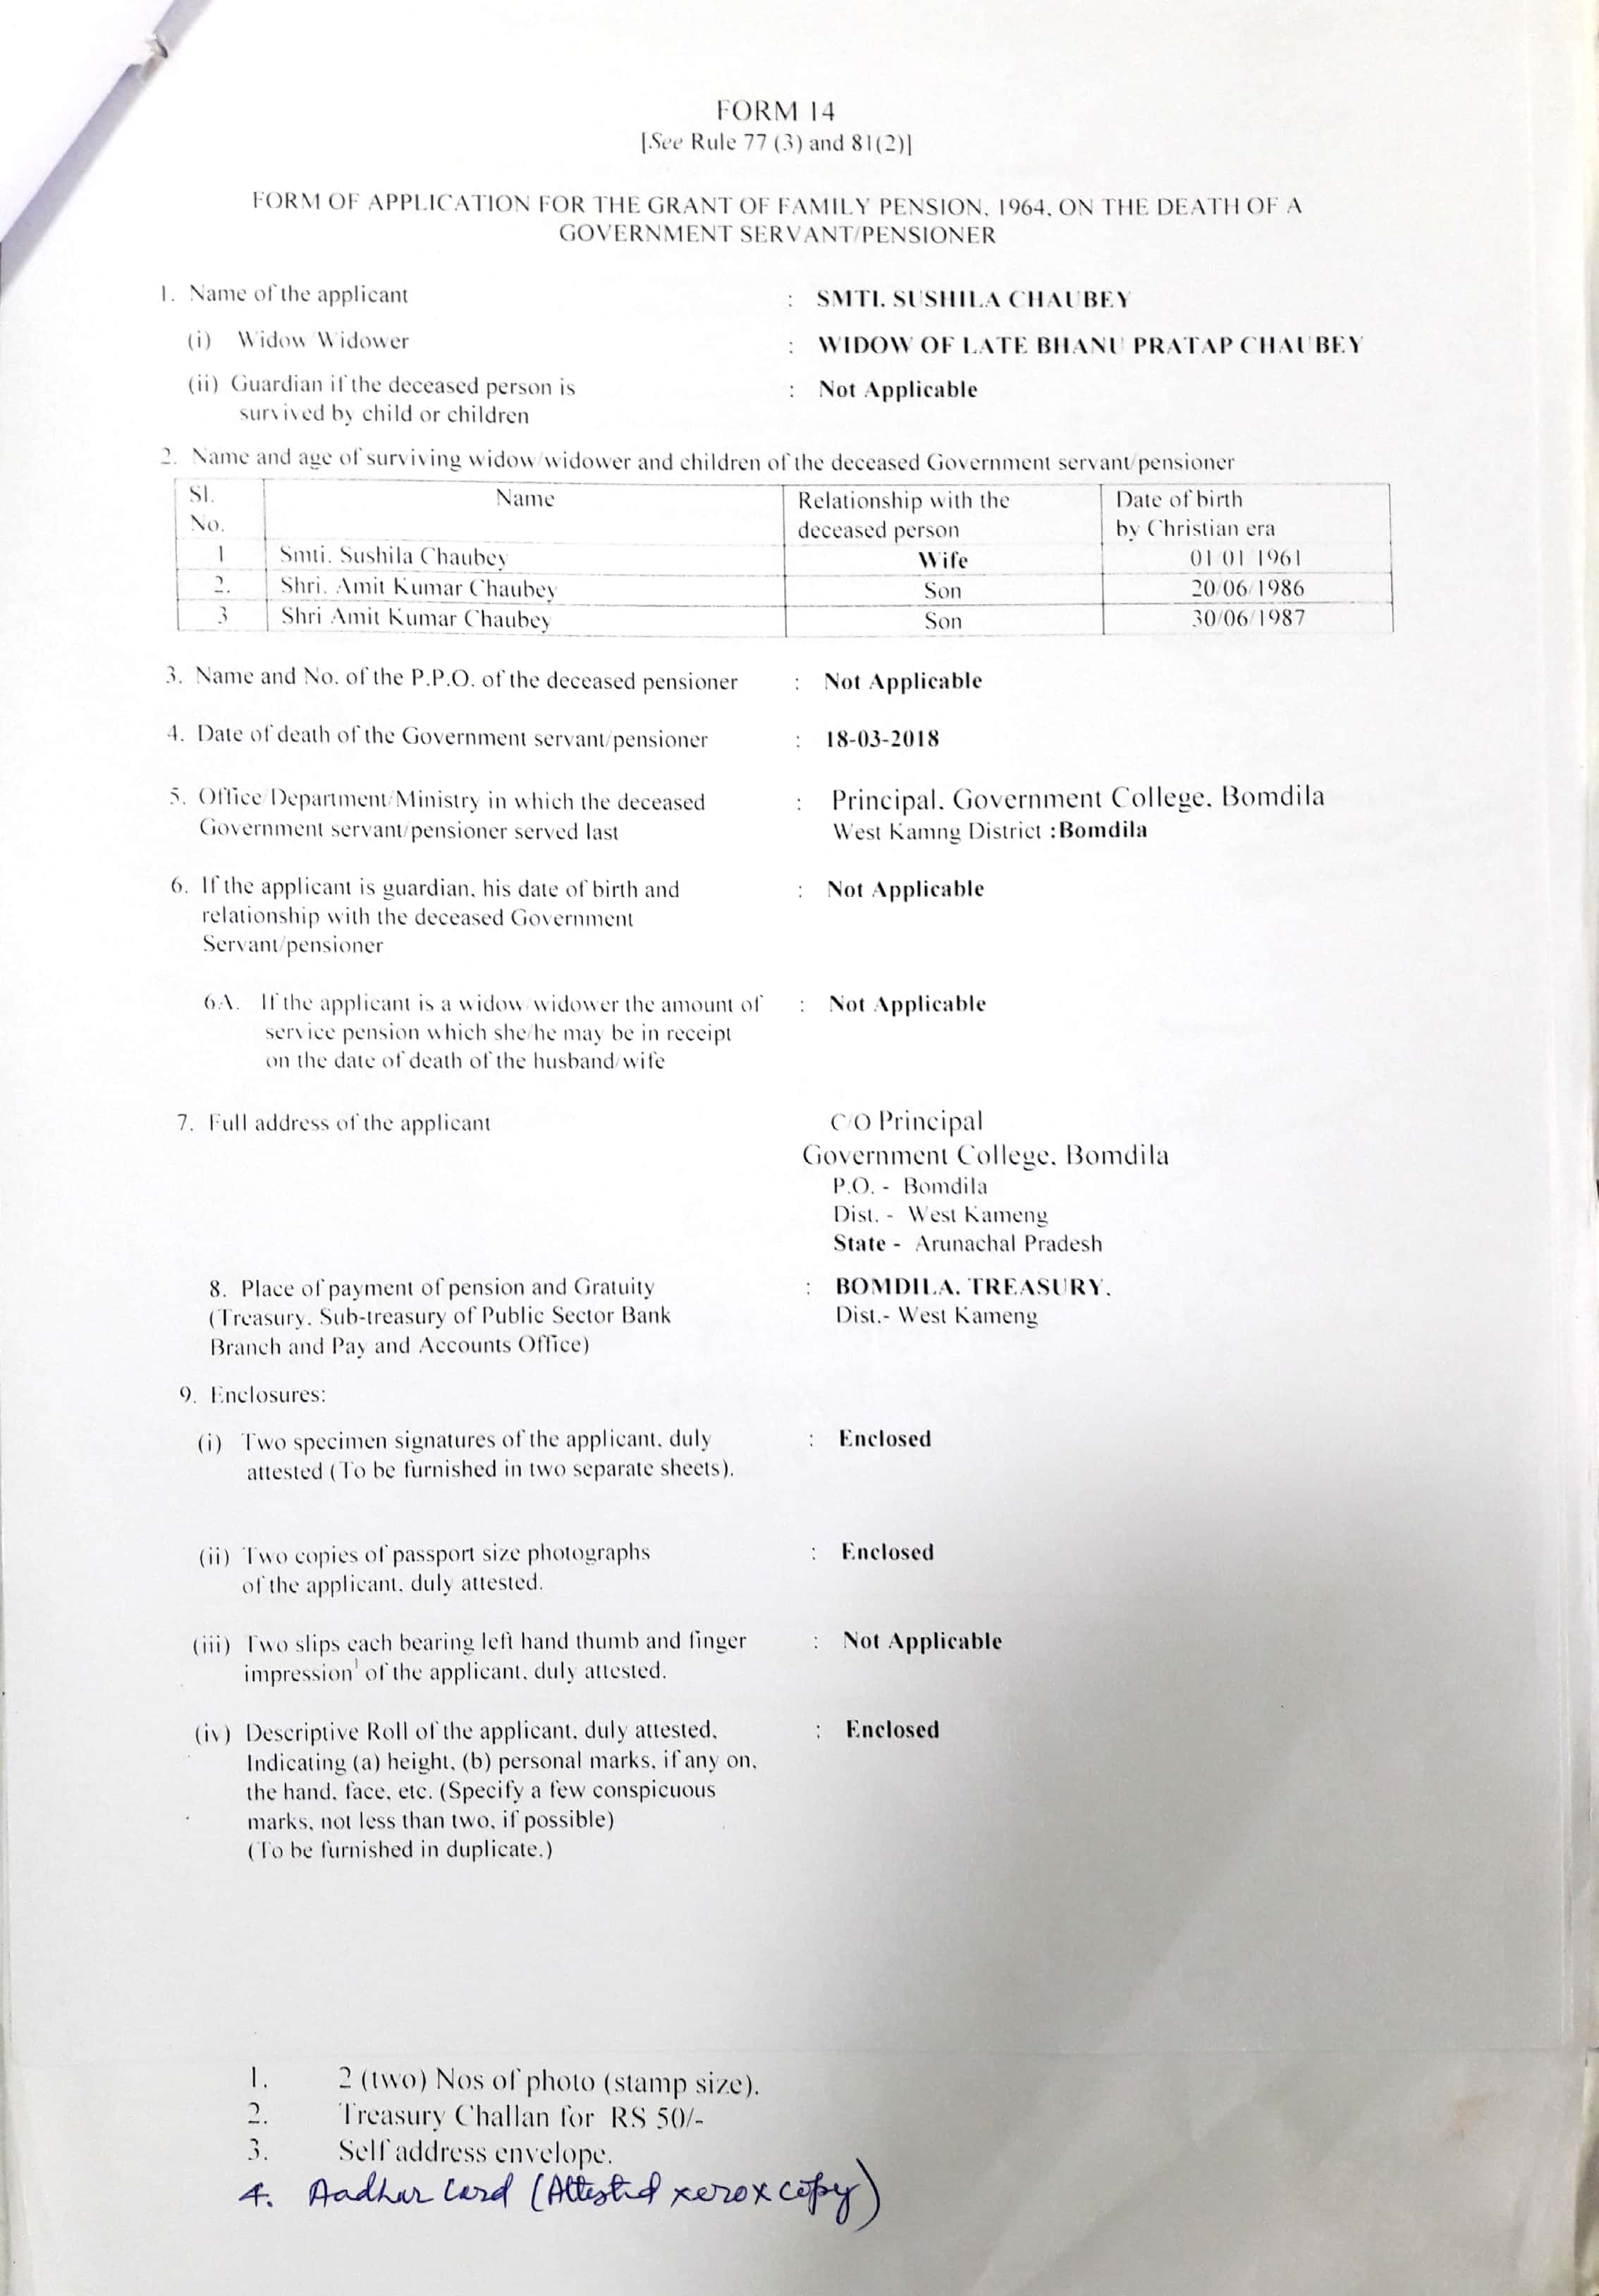 FORM 14
[See Rule 77 (3) and 81(2)]
FORM OF APPLICATION FOR THE GRANT OF FAMILY PENSION, 1964, ON THE DEATH OF A
GOVERNMENT SERVANT/PENSIONER
1. Name of the applicant : SMTI. SUSHILA CHAUBEY
(i) Widow/Widower : WIDOW OF LATE BHANU PRATAP CHAUBEY
(ii) Guardian if the deceased person is : Not Applicable
survived by child or children
2. Name and age of surviving widow/widower and children of the deceased Government servant/pensioner
Sl. Name Relationship with the Date of birth
No. deceased person by Christian era
1 Smti. Sushila Chaubey Wife 01/01/1961
2. Shri. Amit Kumar Chaubey Son 20/06/1986
3 Shri Amit Kumar Chaubey Son 30/06/1987
3. Name and No. of the P.P.O. of the deceased pensioner : Not Applicable
4. Date of death of the Government servant/pensioner : 18-03-2018
5. Office/Department/Ministry in which the deceased : Principal. Government College. Bomdila
Government servant/pensioner served last West Kamng District :Bomdila
6. If the applicant is guardian, his date of birth and : Not Applicable
relationship with the deceased Government
Servant/pensioner
6A. If the applicant is a widow/widower the amount of : Not Applicable
service pension which she/he may be in receipt
on the date of death of the husband/wife
7. Full address of the applicant C/O Principal
Government College. Bomdila
P.O. - Bomdila
Dist. - West Kameng
State - Arunachal Pradesh
8. Place of payment of pension and Gratuity : BOMDILA. TREASURY.
(Treasury. Sub-treasury of Public Sector Bank Dist.- West Kameng
Branch and Pay and Accounts Office)
9. Enclosures:
(i) Two specimen signatures of the applicant, duly : Enclosed
attested (To be furnished in two separate sheets).
(ii) Two copies of passport size photographs : Enclosed
of the applicant, duly attested.
(iii) Two slips each bearing left hand thumb and finger : Not Applicable
impression¹ of the applicant, duly attested.
(iv) Descriptive Roll of the applicant, duly attested, : Enclosed
Indicating (a) height, (b) personal marks, if any on,
the hand, face, etc. (Specify a few conspicuous
marks, not less than two, if possible)
(To be furnished in duplicate.)
1. 2 (two) Nos of photo (stamp size).
2. Treasury Challan for RS 50/-
3. Self address envelope.
4. Aadhar Card (Attested xerox copy)